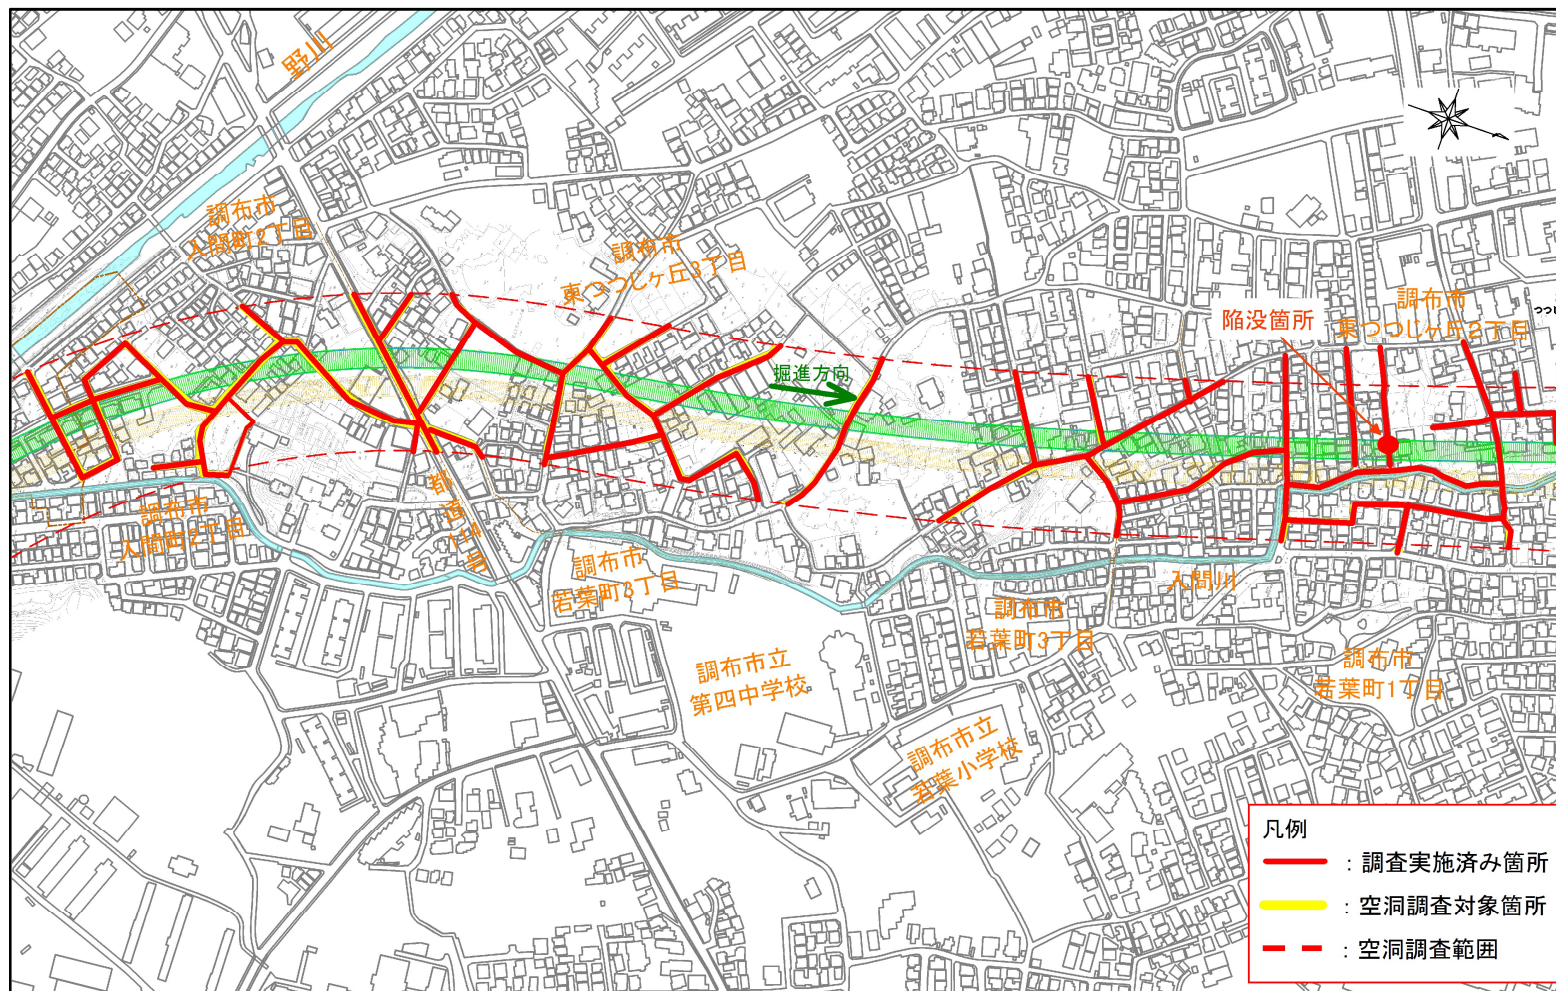 野川
調布市
入間町2丁目
調布市
東つつじヶ丘3丁目
調布市
東つつじヶ丘2丁目
陥没箇所
つつじ
掘進方向
都道114号
調布市
入間町2丁目
調布市
若葉町3丁目
入間川
調布市
若葉町3丁目
調布市
若葉町1丁目
調布市立
第四中学校
調布市立
若葉小学校
凡例
：調査実施済み箇所
：空洞調査対象箇所
：空洞調査範囲